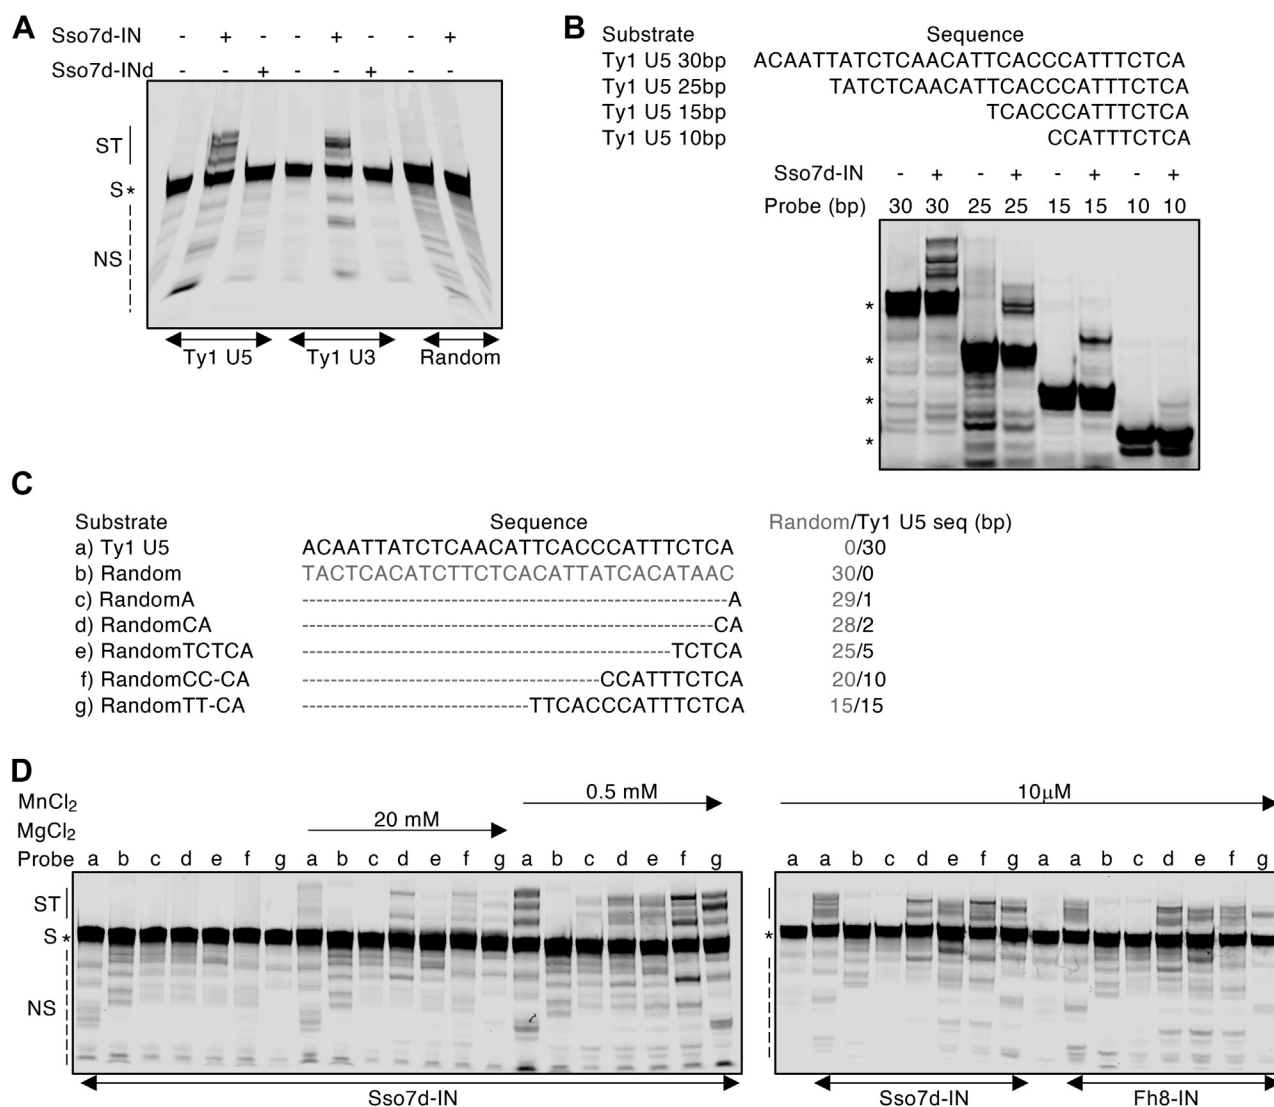 A
Sso7d-IN - + - - + - - +
Sso7d-INd - - + - - + - -
ST
S*
NS
Ty1 U5 Ty1 U3 Random
B
Substrate Sequence
Ty1 U5 30bp ACAATTATCTCAACATTCACCCATTTCTCA
Ty1 U5 25bp TATCTCAACATTCACCCATTTCTCA
Ty1 U5 15bp TCACCCATTTCTCA
Ty1 U5 10bp CCATTTCTCA
Sso7d-IN - + - + - + - +
Probe (bp) 30 30 25 25 15 15 10 10
*
*
*
*
C
Substrate Sequence Random/Ty1 U5 seq (bp)
a) Ty1 U5 ACAATTATCTCAACATTCACCCATTTCTCA 0/30
b) Random TACTCACATCTTCTCACATTATCACATAAC 30/0
c) RandomA A 29/1
d) RandomCA CA 28/2
e) RandomTCTCA TCTCA 25/5
f) RandomCC-CA CCATTTCTCA 20/10
g) RandomTT-CA TTCACCCATTTCTCA 15/15
D
MnCl2 0.5 mM 10μM
MgCl2 20 mM
Probe a b c d e f g a b c d e f g a b c d e f g a a b c d e f g a a b c d e f g
ST
S* *
NS
Sso7d-IN Sso7d-IN Fh8-IN